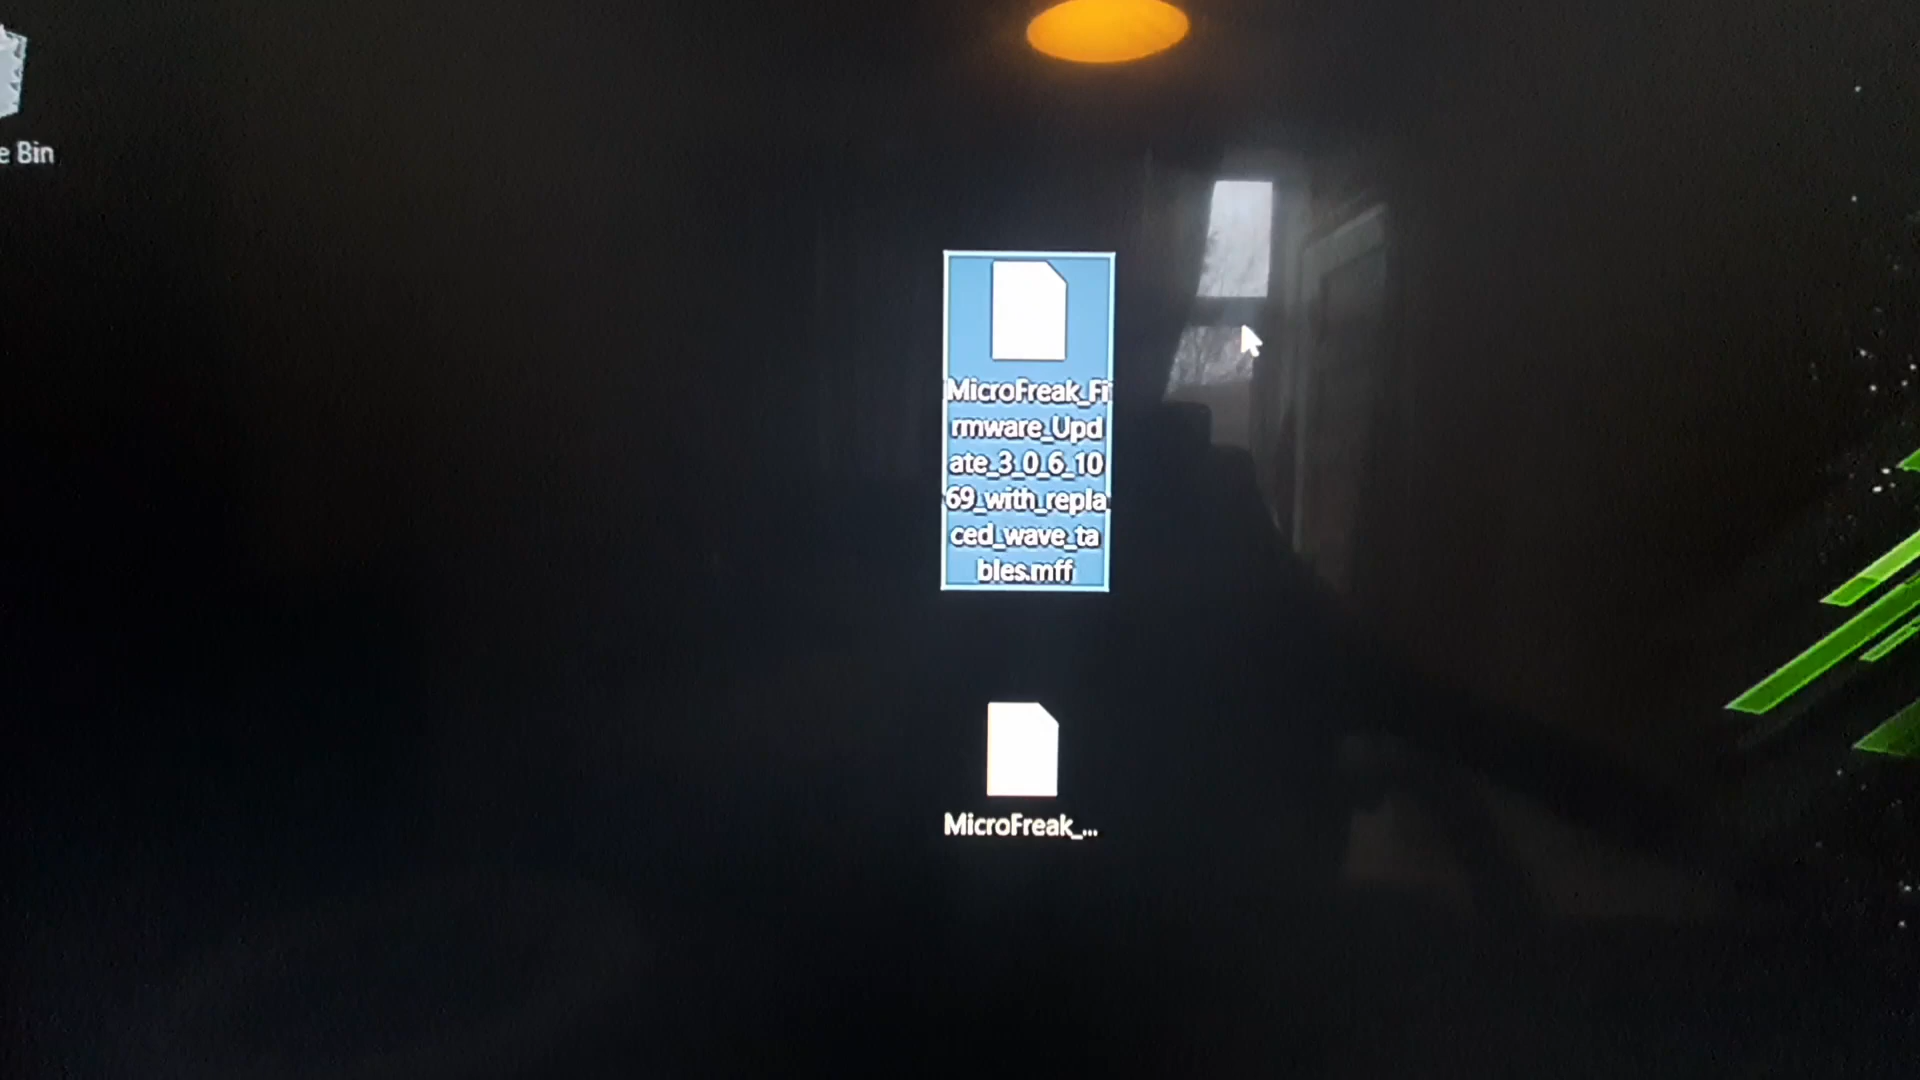 e Bin
MicroFreak_Fi
rmware_Upd
ate_3_0_6_10
69_with_repla
ced_wave_ta
bles.mff
MicroFreak_...